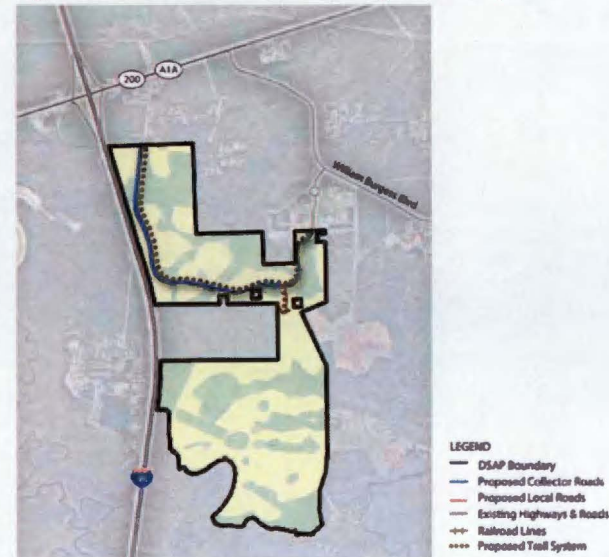 200
A1A
William Burgess Blvd
95
LEGEND
DSAP Boundary
Proposed Collector Roads
Proposed Local Roads
Existing Highways & Roads
Railroad Lines
Proposed Trail System